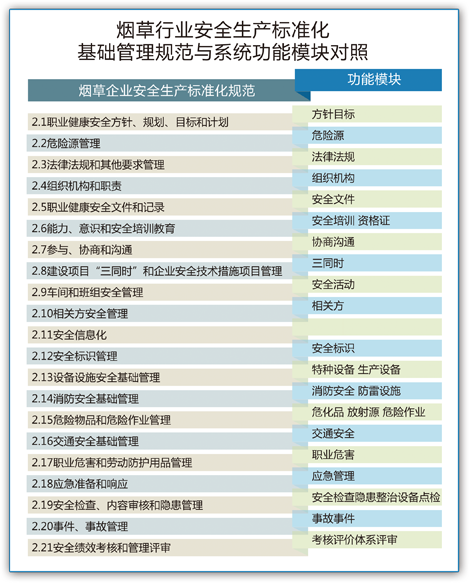 烟草行业安全生产标准化
基础管理规范与系统功能模块对照
烟草企业安全生产标准化规范 功能模块
2.1职业健康安全方针、规划、目标和计划 方针目标
2.2危险源管理 危险源
2.3法律法规和其他要求管理 法律法规
2.4组织机构和职责 组织机构
2.5职业健康安全文件和记录 安全文件
2.6能力、意识和安全培训教育 安全培训 资格证
2.7参与、协商和沟通 协商沟通
2.8建设项目“三同时”和企业安全技术措施项目管理 三同时
2.9车间和班组安全管理 安全活动
2.10相关方安全管理 相关方
2.11安全信息化
2.12安全标识管理 安全标识
2.13设备设施安全基础管理 特种设备 生产设备
2.14消防安全基础管理 消防安全 防雷设施
2.15危险物品和危险作业管理 危化品 放射源 危险作业
2.16交通安全基础管理 交通安全
2.17职业危害和劳动防护用品管理 职业危害
2.18应急准备和响应 应急管理
2.19安全检查、内容审核和隐患管理 安全检查隐患整治设备点检
2.20事件、事故管理 事故事件
2.21安全绩效考核和管理评审 考核评价体系评审